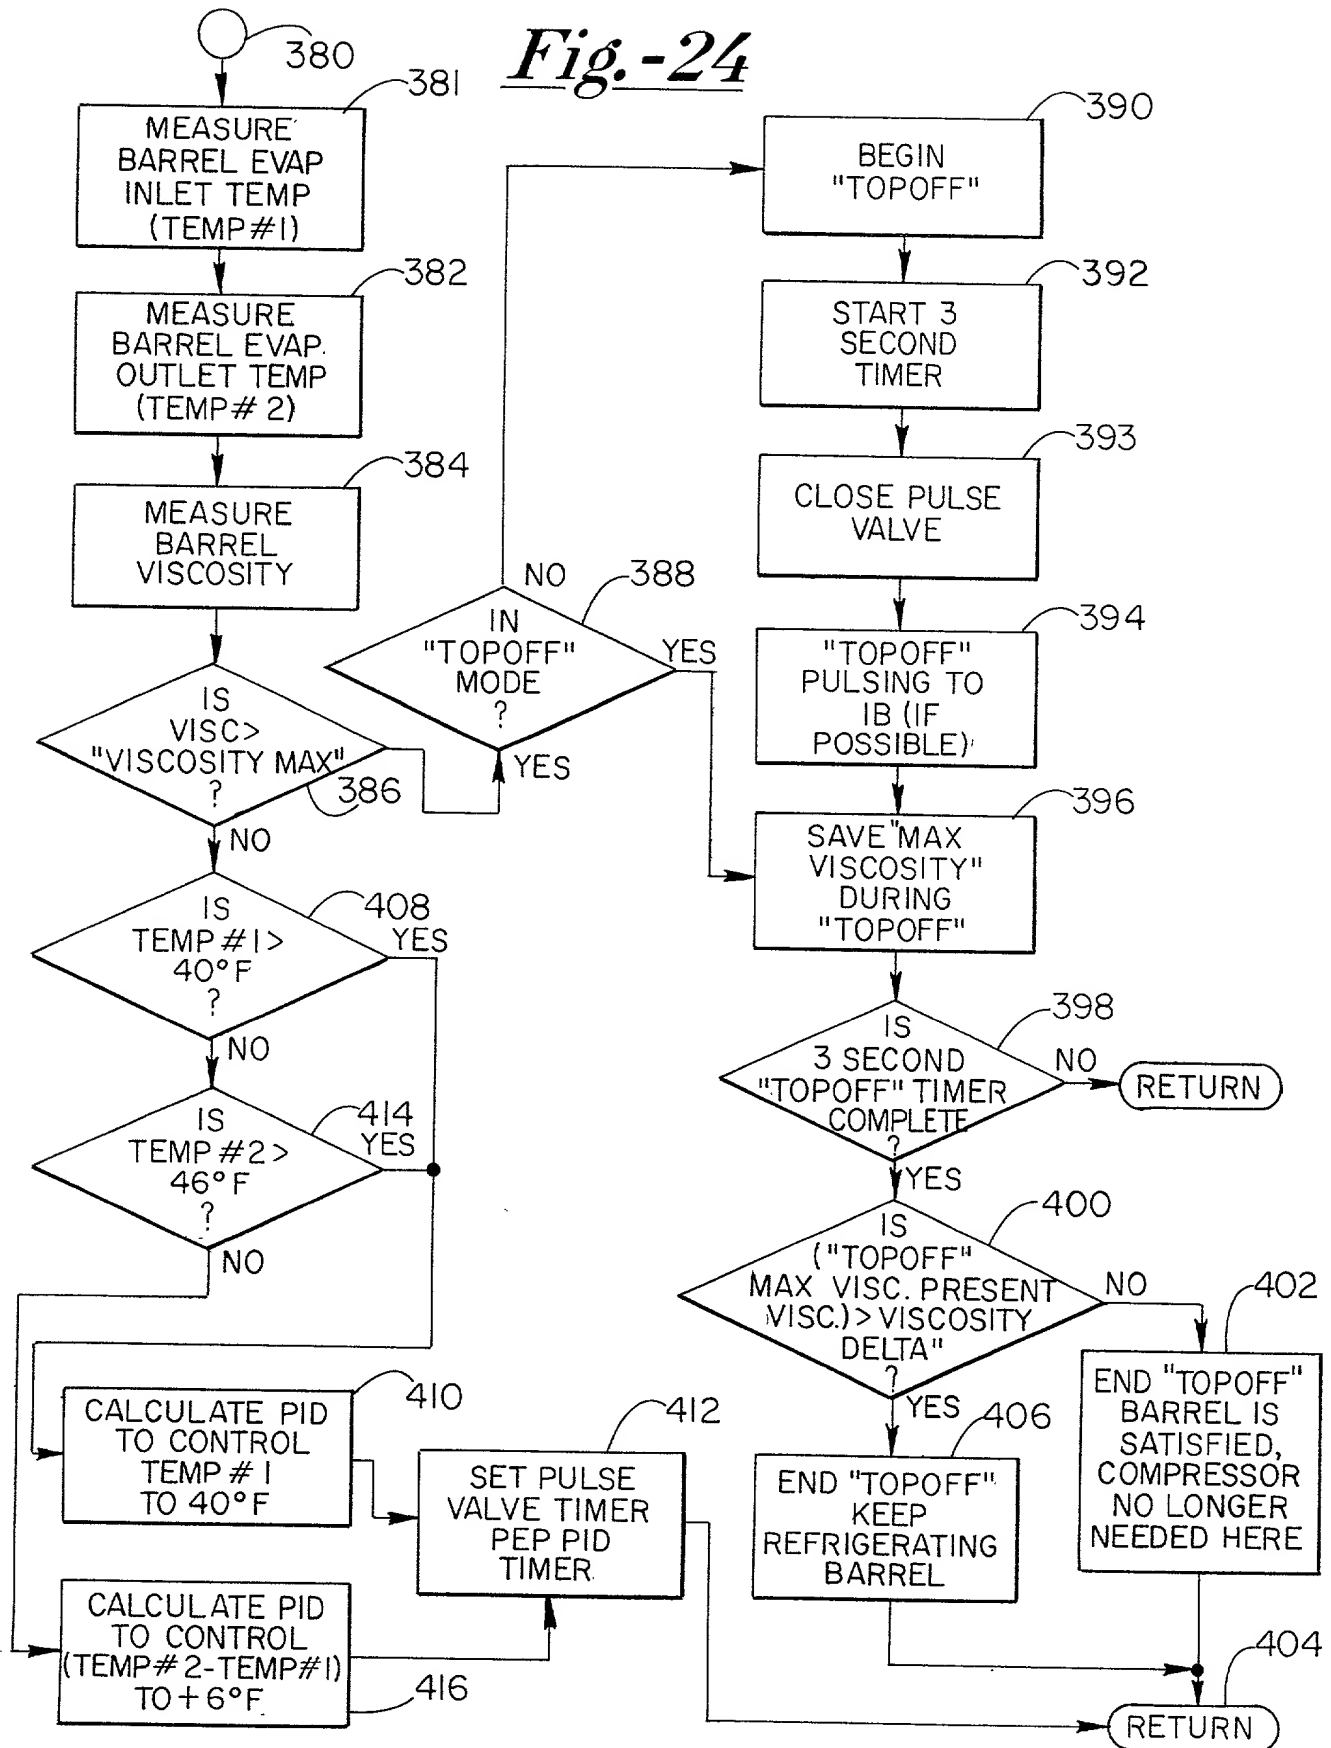 Fig.-24
380
381
MEASURE
BARREL EVAP
INLET TEMP
(TEMP #1)
382
MEASURE
BARREL EVAP.
OUTLET TEMP
(TEMP # 2)
384
MEASURE
BARREL
VISCOSITY
IS
VISC>
"VISCOSITY MAX"
?
386
YES
NO
IS
TEMP #1>
40°F
?
408
YES
NO
IS
TEMP #2>
46°F
?
414
YES
NO
410
CALCULATE PID
TO CONTROL
TEMP # 1
TO 40°F
CALCULATE PID
TO CONTROL
(TEMP#2-TEMP#1)
TO + 6°F
416
412
SET PULSE
VALVE TIMER
PEP PID
TIMER
NO
388
IN
"TOPOFF"
MODE
?
YES
390
BEGIN
"TOPOFF"
392
START 3
SECOND
TIMER
393
CLOSE PULSE
VALVE
394
"TOPOFF"
PULSING TO
IB (IF
POSSIBLE)
396
SAVE "MAX
VISCOSITY"
DURING
"TOPOFF"
398
IS
3 SECOND
"TOPOFF" TIMER
COMPLETE
?
NO
RETURN
YES
400
IS
("TOPOFF"
MAX VISC. PRESENT
VISC.) > VISCOSITY
DELTA"
?
NO
YES
402
END "TOPOFF"
BARREL IS
SATISFIED,
COMPRESSOR
NO LONGER
NEEDED HERE
406
END "TOPOFF"
KEEP
REFRIGERATING
BARREL
404
RETURN